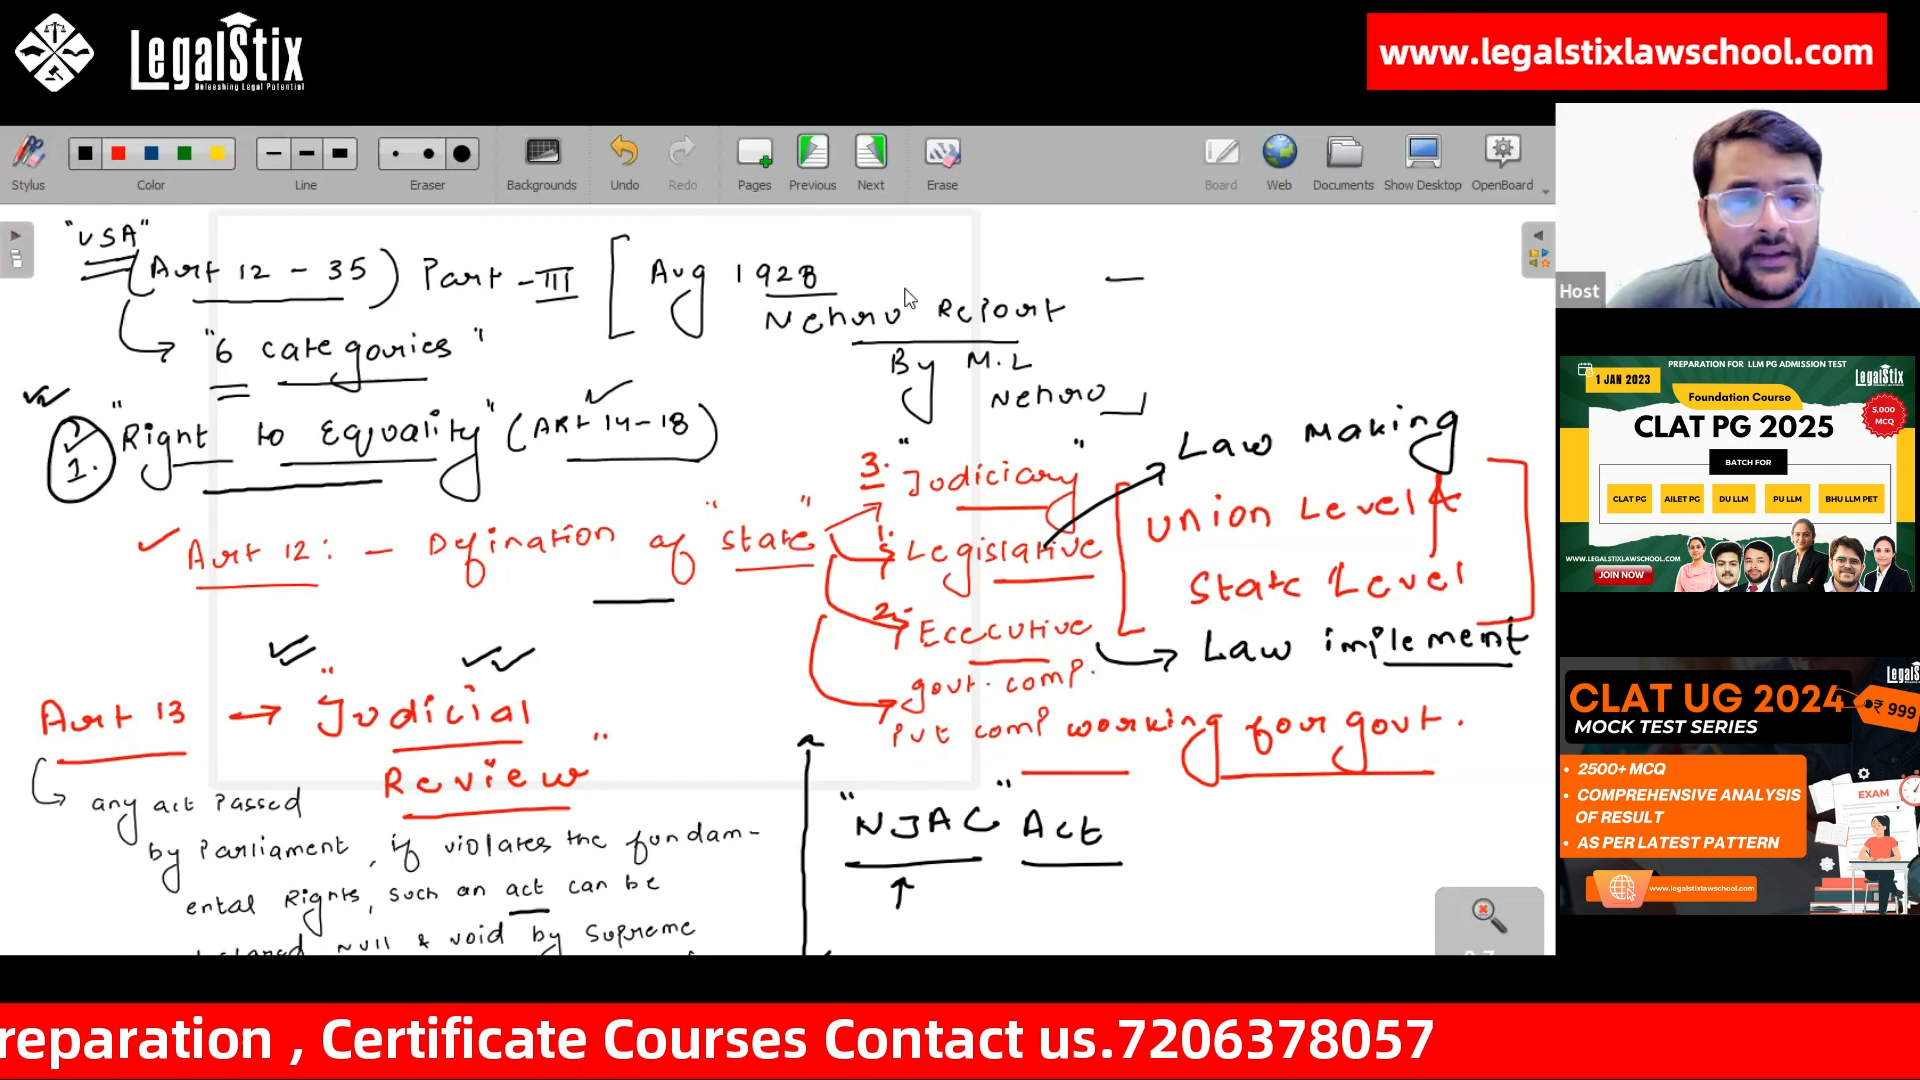 LegalStix
Unleashing Legal Potential
www.legalstixlawschool.com
Stylus
Color
Line
Eraser
Backgrounds
Undo
Redo
Pages
Previous
Next
Erase
Board
Web
Documents
Show Desktop
OpenBoard
"USA"
(Art 12 - 35) Part - III [ Aug 1928
Nehru Report
By M.L
Nehru ]
"6 categories"
1. "Right to Equality" (ART 14-18)
Art 12: - Defination of "state"
3. "Judiciary"
1. Legislative
2.Ececutive
govt. comp.
Put comp working for govt.
Law Making
Union Level &
State Level
Law implement
Art 13 → "Judicial
Review"
any act passed
by Parliament, if violates the fundam-
ental Rights, such an act can be
Null & void by Supreme
"NJAC" Act
Host
1 JAN 2023
PREPARATION FOR LLM PG ADMISSION TEST
LegalStix
Foundation Course
5,000
MCQ
CLAT PG 2025
BATCH FOR
CLAT PG
AILET PG
DU LLM
PU LLM
BHU LLM PET
WWW.LEGALSTIXLAWSCHOOL.COM
JOIN NOW
CLAT UG 2024
MOCK TEST SERIES
₹ 999
• 2500+ MCQ
• COMPREHENSIVE ANALYSIS
OF RESULT
• AS PER LATEST PATTERN
EXAM
www.legalstixlawschool.com
reparation , Certificate Courses Contact us.7206378057